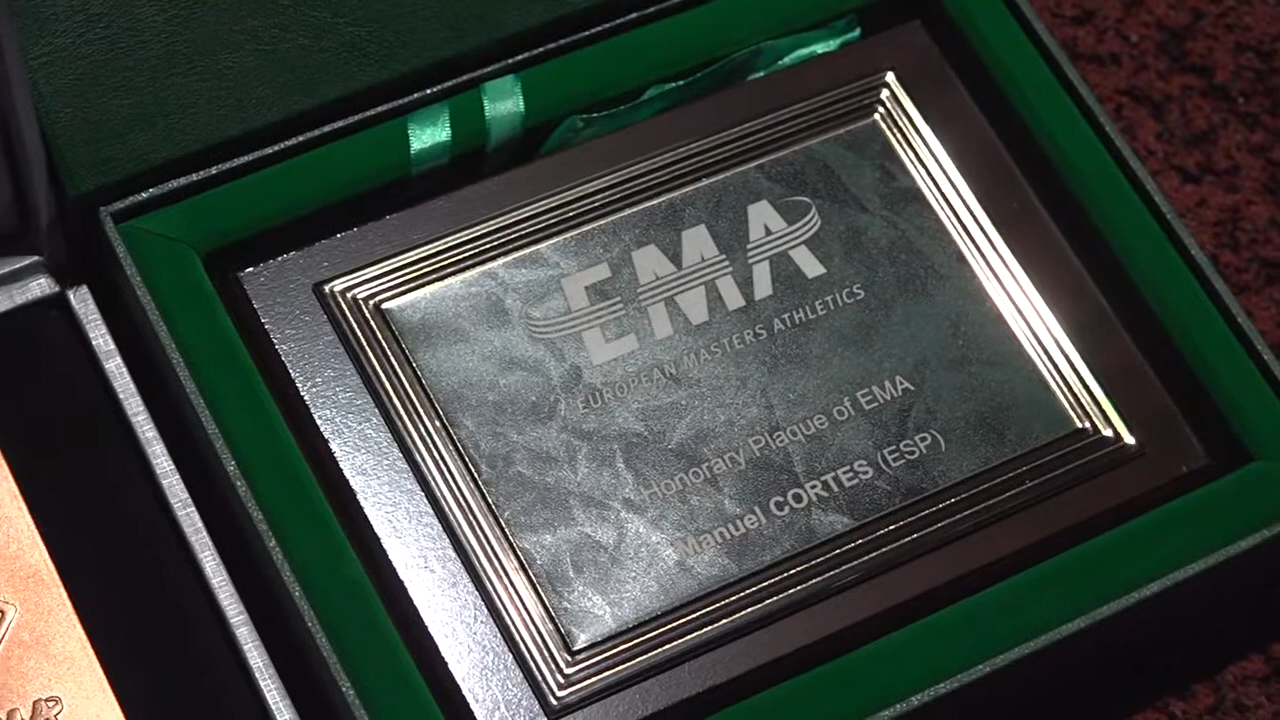 EMA
EUROPEAN MASTERS ATHLETICS
Honorary Plaque of EMA
Manuel CORTES (ESP)